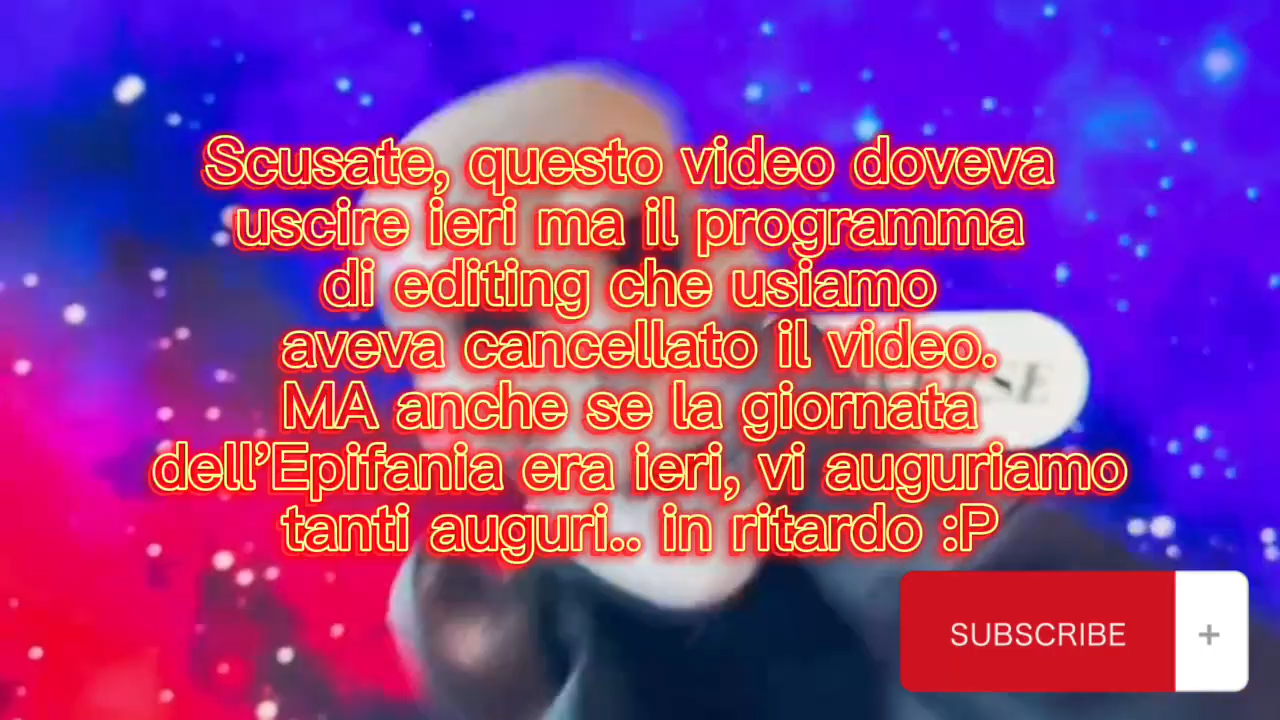 Scusate, questo video doveva
uscire ieri ma il programma
di editing che usiamo
aveva cancellato il video.
MA anche se la giornata
dell’Epifania era ieri, vi auguriamo
tanti auguri.. in ritardo :P
SUBSCRIBE +